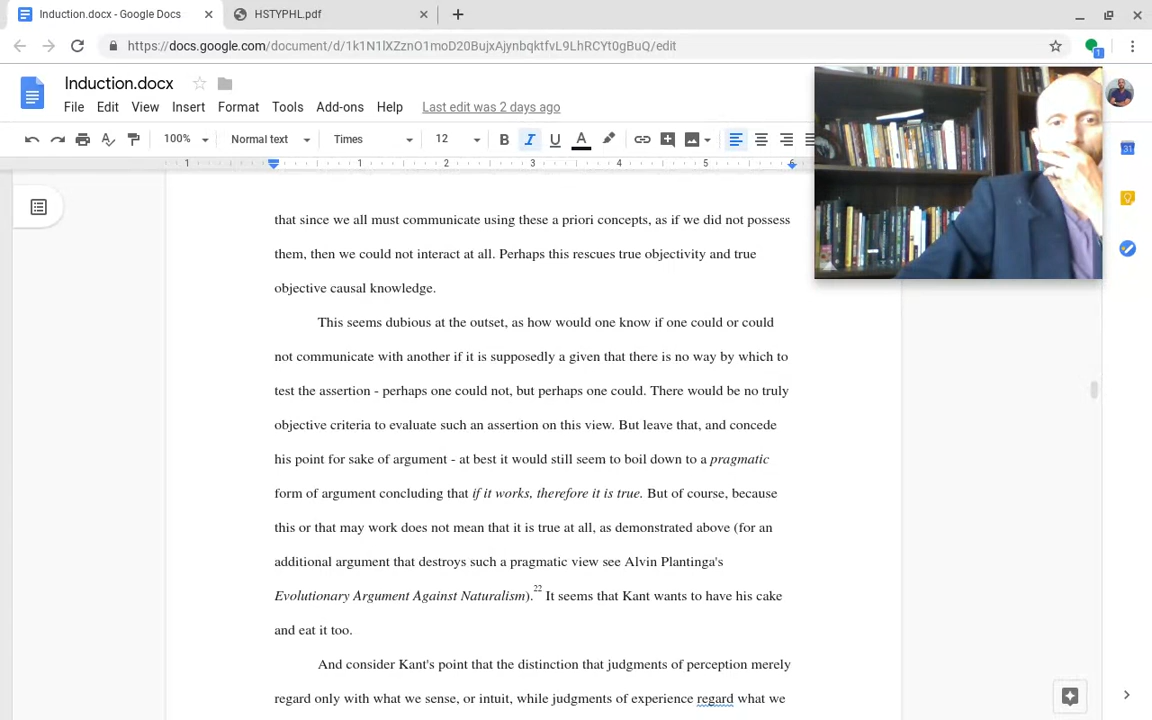 Induction.docx - Google Docs
HSTYPHL.pdf
https://docs.google.com/document/d/1k1N1lXZznO1moD20BujxAjynbqktfvL9LhRCYt0gBuQ/edit
1
Induction.docx
File Edit View Insert Format Tools Add-ons Help Last edit was 2 days ago
100% Normal text Times 12 B I U A
1 1 2 3 4 5 6
31
that since we all must communicate using these a priori concepts, as if we did not possess
them, then we could not interact at all. Perhaps this rescues true objectivity and true
objective causal knowledge.
This seems dubious at the outset, as how would one know if one could or could
not communicate with another if it is supposedly a given that there is no way by which to
test the assertion - perhaps one could not, but perhaps one could. There would be no truly
objective criteria to evaluate such an assertion on this view. But leave that, and concede
his point for sake of argument - at best it would still seem to boil down to a pragmatic
form of argument concluding that if it works, therefore it is true. But of course, because
this or that may work does not mean that it is true at all, as demonstrated above (for an
additional argument that destroys such a pragmatic view see Alvin Plantinga's
Evolutionary Argument Against Naturalism).22 It seems that Kant wants to have his cake
and eat it too.
And consider Kant's point that the distinction that judgments of perception merely
regard only with what we sense, or intuit, while judgments of experience regard what we